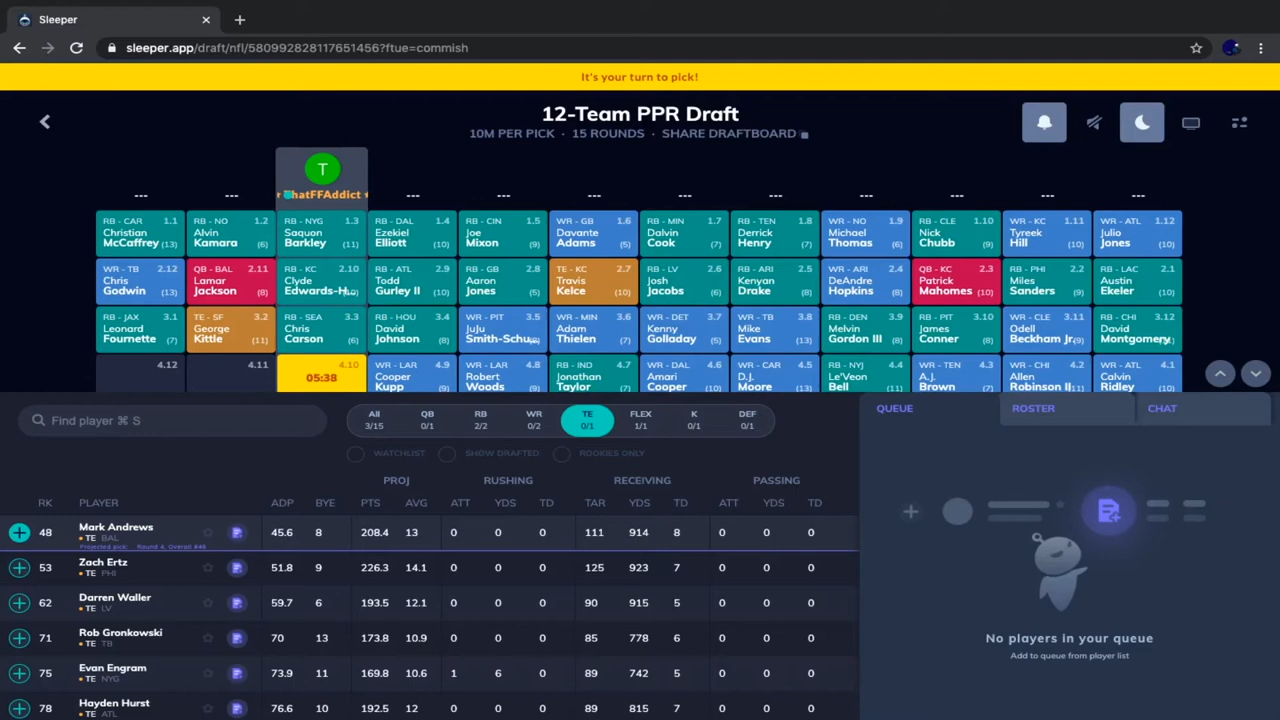 Sleeper
sleeper.app/draft/nfl/580992828117651456?ftue=commish
It's your turn to pick!
12-Team PPR Draft
10M PER PICK · 15 ROUNDS · SHARE DRAFTBOARD
T
--- --- hatFFAddict --- --- --- --- --- --- --- --- ---
RB - CAR 1.1 RB - NO 1.2 RB - NYG 1.3 RB - DAL 1.4 RB - CIN 1.5 WR - GB 1.6 RB - MIN 1.7 RB - TEN 1.8 WR - NO 1.9 RB - CLE 1.10 WR - KC 1.11 WR - ATL 1.12
Christian Alvin Saquon Ezekiel Joe Davante Dalvin Derrick Michael Nick Tyreek Julio
McCaffrey (13) Kamara (6) Barkley (11) Elliott (10) Mixon (9) Adams (5) Cook (7) Henry (7) Thomas (6) Chubb (9) Hill (10) Jones (10)
WR - TB 2.12 QB - BAL 2.11 RB - KC 2.10 RB - ATL 2.9 RB - GB 2.8 TE - KC 2.7 RB - LV 2.6 RB - ARI 2.5 WR - ARI 2.4 QB - KC 2.3 RB - PHI 2.2 RB - LAC 2.1
Chris Lamar Clyde Todd Aaron Travis Josh Kenyan DeAndre Patrick Miles Austin
Godwin (13) Jackson (8) Edwards-H... (10) Gurley II (10) Jones (5) Kelce (10) Jacobs (6) Drake (8) Hopkins (8) Mahomes (10) Sanders (9) Ekeler (10)
RB - JAX 3.1 TE - SF 3.2 RB - SEA 3.3 RB - HOU 3.4 WR - PIT 3.5 WR - MIN 3.6 WR - DET 3.7 WR - TB 3.8 RB - DEN 3.9 RB - PIT 3.10 WR - CLE 3.11 RB - CHI 3.12
Leonard George Chris David JuJu Adam Kenny Mike Melvin James Odell David
Fournette (7) Kittle (11) Carson (6) Johnson (8) Smith-Schu... (8) Thielen (7) Golladay (5) Evans (13) Gordon III (8) Conner (8) Beckham Jr. (9) Montgomery (11)
4.12 4.11 4.10 WR - LAR 4.9 WR - LAR 4.8 RB - IND 4.7 WR - DAL 4.6 WR - CAR 4.5 RB - NYJ 4.4 WR - TEN 4.3 WR - CHI 4.2 WR - ATL 4.1
05:38 Cooper Robert Jonathan Amari D.J. Le'Veon A.J. Allen Calvin
Kupp (9) Woods (9) Taylor (7) Cooper (10) Moore (13) Bell (11) Brown (7) Robinson II (11) Ridley (10)
Find player ⌘ S
All QB RB WR TE FLEX K DEF
3/15 0/1 2/2 0/2 0/1 1/1 0/1 0/1
WATCHLIST SHOW DRAFTED ROOKIES ONLY
QUEUE ROSTER CHAT
PROJ RUSHING RECEIVING PASSING
RK PLAYER ADP BYE PTS AVG ATT YDS TD TAR YDS TD ATT YDS TD
48 Mark Andrews 45.6 8 208.4 13 0 0 0 111 914 8 0 0 0
TE BAL
Projected pick: Round 4, Overall #46
53 Zach Ertz 51.8 9 226.3 14.1 0 0 0 125 923 7 0 0 0
TE PHI
62 Darren Waller 59.7 6 193.5 12.1 0 0 0 90 915 5 0 0 0
TE LV
71 Rob Gronkowski 70 13 173.8 10.9 0 0 0 85 778 6 0 0 0
TE TB
75 Evan Engram 73.9 11 169.8 10.6 1 6 0 89 742 5 0 0 0
TE NYG
78 Hayden Hurst 76.6 10 192.5 12 0 0 0 89 815 7 0 0 0
TE ATL
No players in your queue
Add to queue from player list